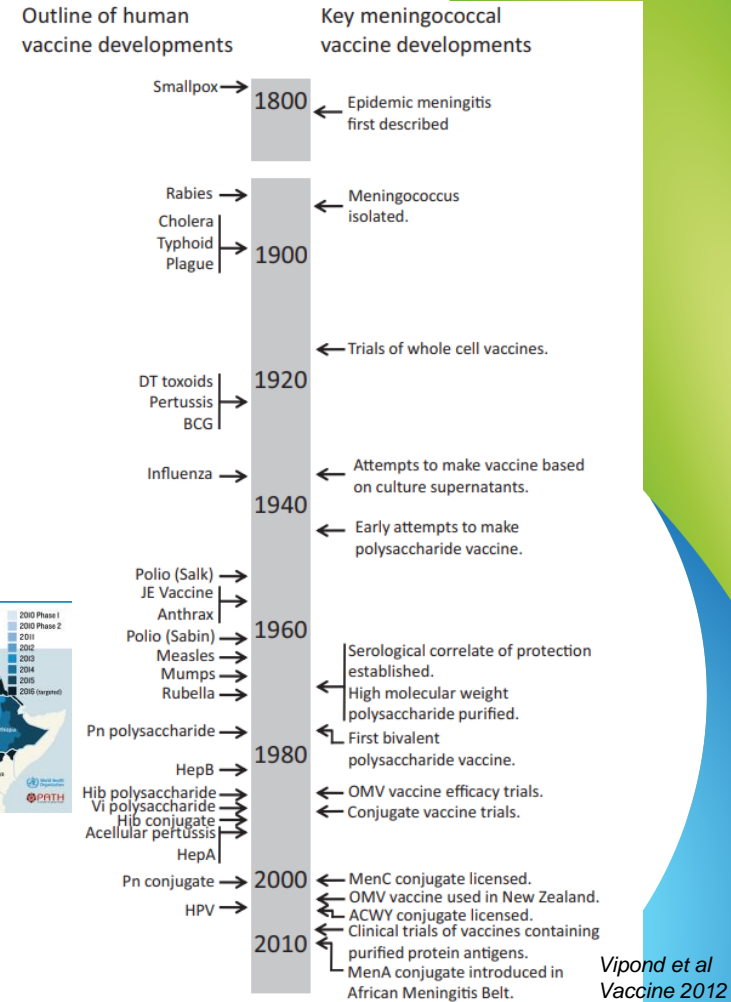 Outline of human
vaccine developments
Key meningococcal
vaccine developments
Smallpox
1800
Epidemic meningitis
first described
Rabies
Meningococcus
isolated.
Cholera
Typhoid
Plague
1900
Trials of whole cell vaccines.
1920
DT toxoids
Pertussis
BCG
Influenza
Attempts to make vaccine based
on culture supernatants.
1940
Early attempts to make
polysaccharide vaccine.
Polio (Salk)
JE Vaccine
Anthrax
1960
Polio (Sabin)
Measles
Mumps
Rubella
Serological correlate of protection
established.
High molecular weight
polysaccharide purified.
Pn polysaccharide
First bivalent
polysaccharide vaccine.
1980
HepB
Hib polysaccharide
Vi polysaccharide
Hib conjugate
Acellular pertussis
HepA
OMV vaccine efficacy trials.
Conjugate vaccine trials.
Pn conjugate
2000
MenC conjugate licensed.
OMV vaccine used in New Zealand.
HPV
ACWY conjugate licensed.
Clinical trials of vaccines containing
purified protein antigens.
2010
MenA conjugate introduced in
African Meningitis Belt.
2010 Phase I
2010 Phase 2
2011
2012
2013
2014
2015
2016 (targeted)
World Health
Organization
PATH
Vipond et al
Vaccine 2012